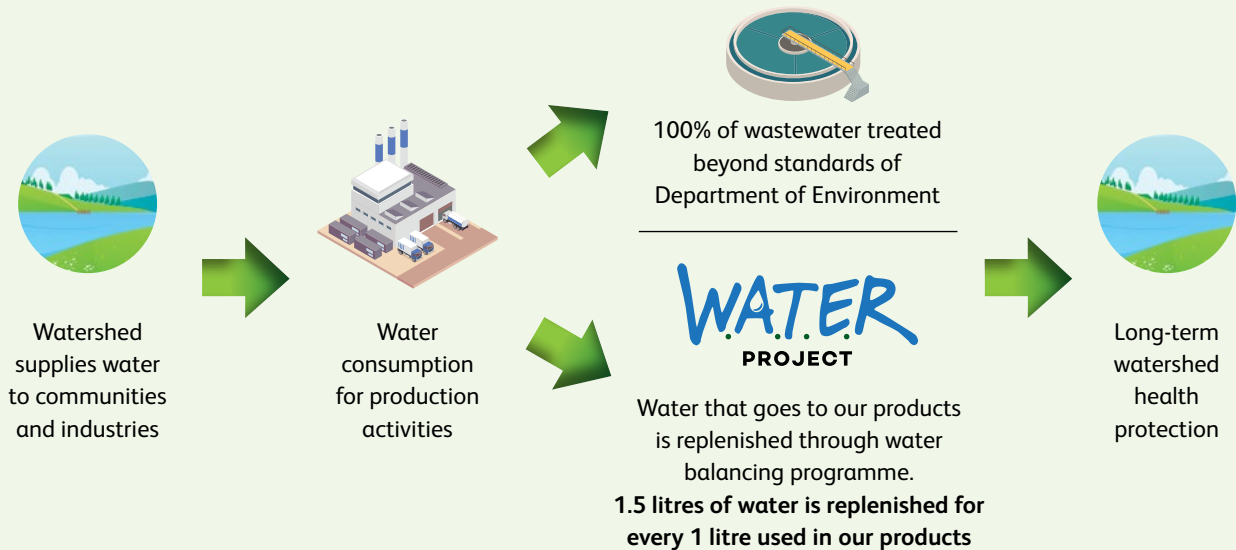 Watershed
supplies water
to communities
and industries
Water
consumption
for production
activities
100% of wastewater treated
beyond standards of
Department of Environment
W.A.T.E.R
PROJECT
Water that goes to our products
is replenished through water
balancing programme.
1.5 litres of water is replenished for
every 1 litre used in our products
Long-term
watershed
health
protection